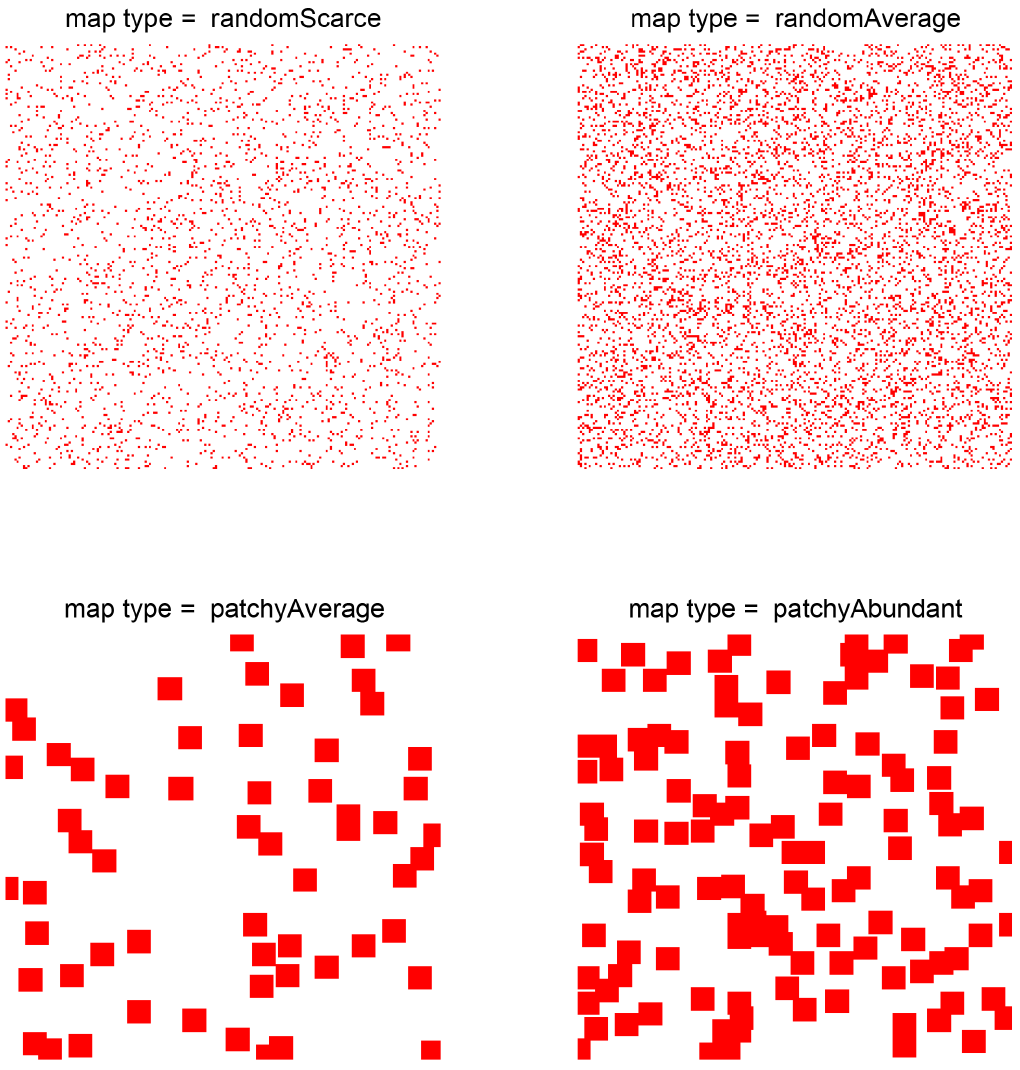 map type =  randomScarce
map type =  randomAverage
map type =  patchyAverage
map type =  patchyAbundant